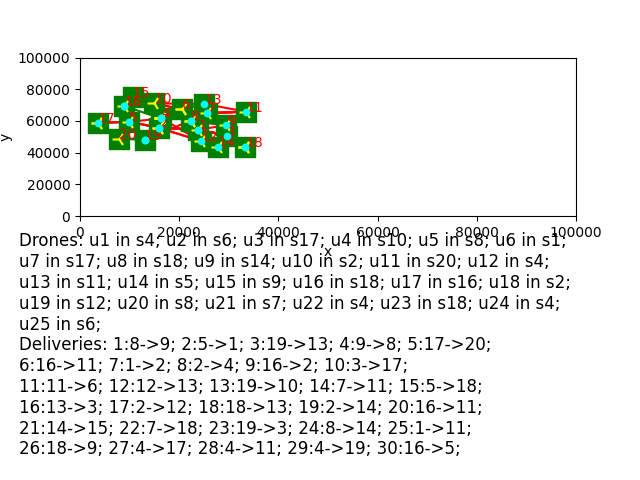 100000
80000
60000
40000
20000
0
y
0 20000 40000 60000 80000 100000
x
Drones: u1 in s4; u2 in s6; u3 in s17; u4 in s10; u5 in s8; u6 in s1;
u7 in s17; u8 in s18; u9 in s14; u10 in s2; u11 in s20; u12 in s4;
u13 in s11; u14 in s5; u15 in s9; u16 in s18; u17 in s16; u18 in s2;
u19 in s12; u20 in s8; u21 in s7; u22 in s4; u23 in s18; u24 in s4;
u25 in s6;
Deliveries: 1:8->9; 2:5->1; 3:19->13; 4:9->8; 5:17->20;
6:16->11; 7:1->2; 8:2->4; 9:16->2; 10:3->17;
11:11->6; 12:12->13; 13:19->10; 14:7->11; 15:5->18;
16:13->3; 17:2->12; 18:18->13; 19:2->14; 20:16->11;
21:14->15; 22:7->18; 23:19->3; 24:8->14; 25:1->11;
26:18->9; 27:4->17; 28:4->11; 29:4->19; 30:16->5;